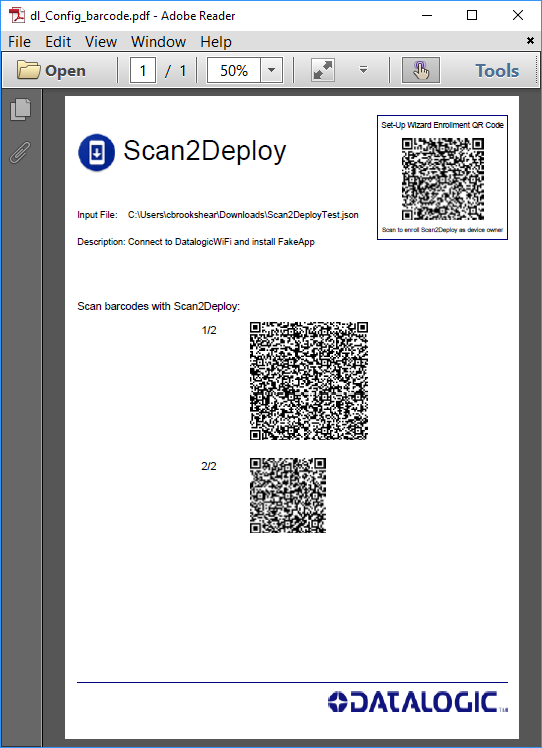 dl_Config_barcode.pdf - Adobe Reader
File Edit View Window Help
Open 1 / 1 50% Tools
Set-Up Wizard Enrollment QR Code
Scan to enroll Scan2Deploy as device owner
Scan2Deploy
Input File: C:\Users\cbrookshear\Downloads\Scan2DeployTest.json
Description: Connect to DatalogicWiFi and install FakeApp
Scan barcodes with Scan2Deploy:
1/2
2/2
DATALOGIC™